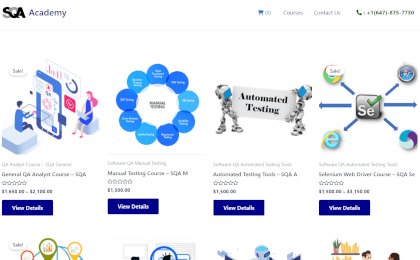 SQA Academy
(0) Courses Contact Us : +1(647)-875-7730
Sale!
MANUAL
TESTING
Automated
Testing
Sale!
Se
QA Analyst Course – SQA General
General QA Analyst Course – SQA
$1,650.00 – $2,100.00
View Details
Software QA Manual Testing
Manual Testing Course – SQA M
$1,500.00
View Details
Software QA Automated Testing Tools
Automated Testing Tools – SQA A
$1,500.00
View Details
Software QA Automated Testing Tools
Selenium Web Driver Course – SQA Se
$1,500.00 – $3,150.00
View Details
Sale!